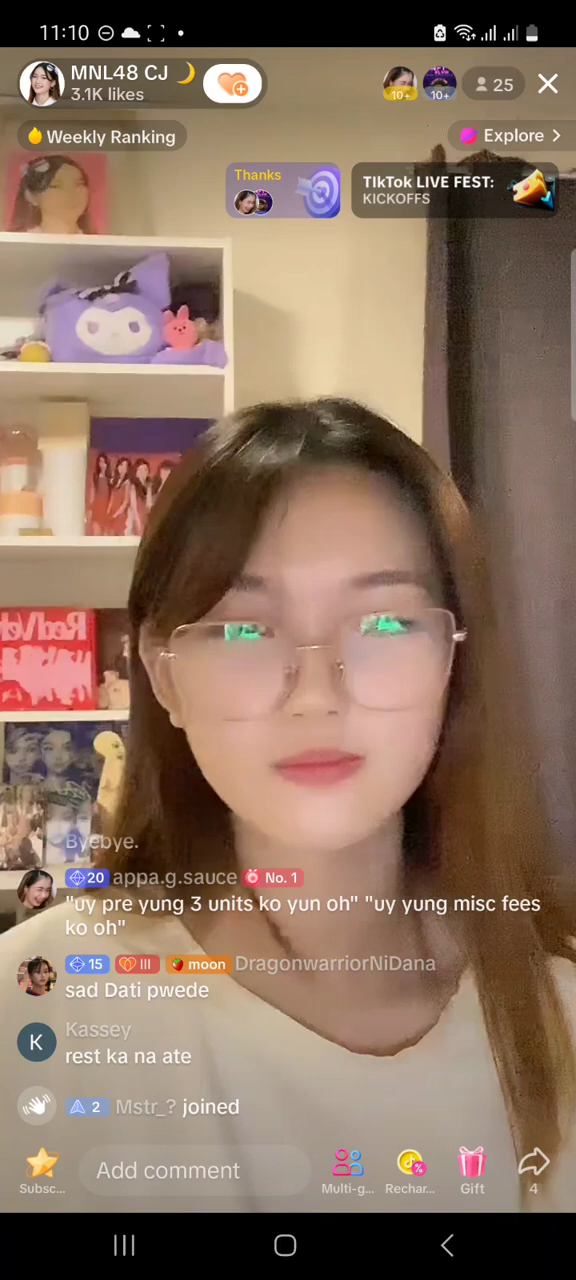 11:10
MNL48 CJ 🌙
3.1K likes
10+
10+
25
Weekly Ranking
Explore >
Thanks
TikTok LIVE FEST:
KICKOFFS
Byebye.
20 appa.g.sauce No. 1
"uy pre yung 3 units ko yun oh" "uy yung misc fees
ko oh"
15 III moon DragonwarriorNiDana
sad Dati pwede
K
Kassey
rest ka na ate
2 Mstr_? joined
Add comment
Subsc...
Multi-g...
Rechar...
Gift
4